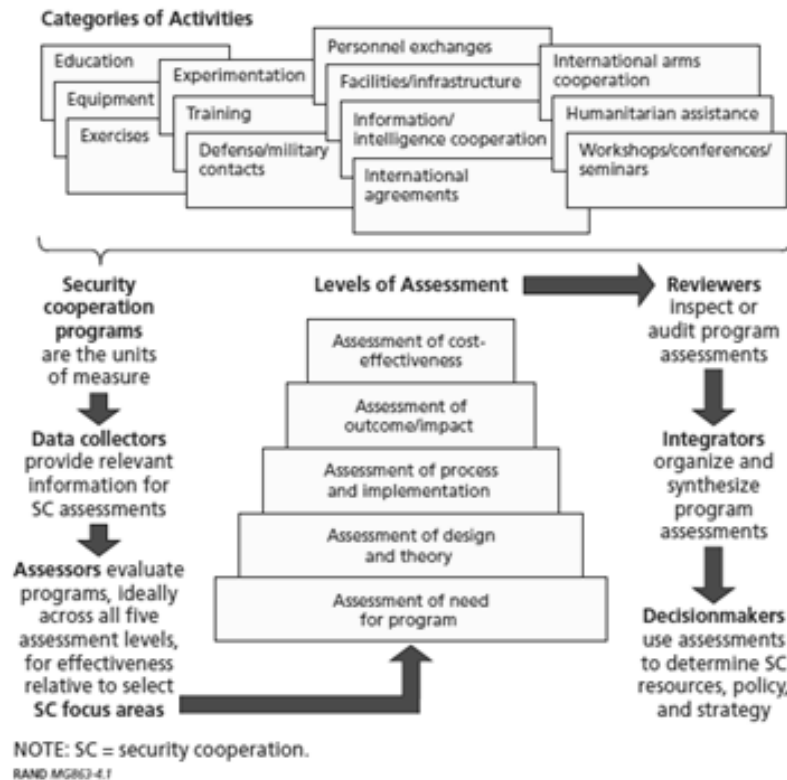 Categories of Activities
Education
Equipment
Exercises
Experimentation
Training
Defense/military
contacts
Personnel exchanges
Facilities/infrastructure
Information/
intelligence cooperation
International
agreements
International arms
cooperation
Humanitarian assistance
Workshops/conferences/
seminars
Security
cooperation
programs
are the units
of measure
Data collectors
provide relevant
information for
SC assessments
Assessors evaluate
programs, ideally
across all five
assessment levels,
for effectiveness
relative to select
SC focus areas
Levels of Assessment
Assessment of cost-
effectiveness
Assessment of
outcome/impact
Assessment of process
and implementation
Assessment of design
and theory
Assessment of need
for program
Reviewers
inspect or
audit program
assessments
Integrators
organize and
synthesize
program
assessments
Decisionmakers
use assessments
to determine SC
resources, policy,
and strategy
NOTE: SC = security cooperation.
RAND MG863-4.1